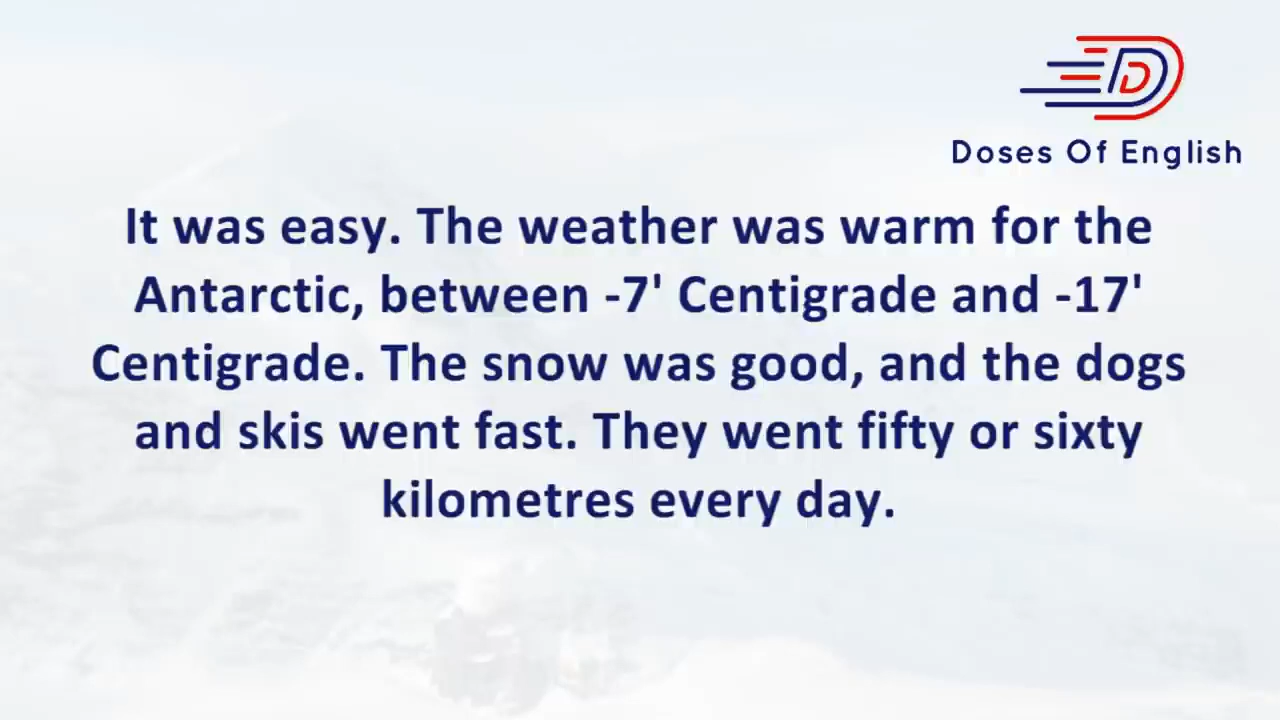 Doses Of English
It was easy. The weather was warm for the
Antarctic, between -7' Centigrade and -17'
Centigrade. The snow was good, and the dogs
and skis went fast. They went fifty or sixty
kilometres every day.